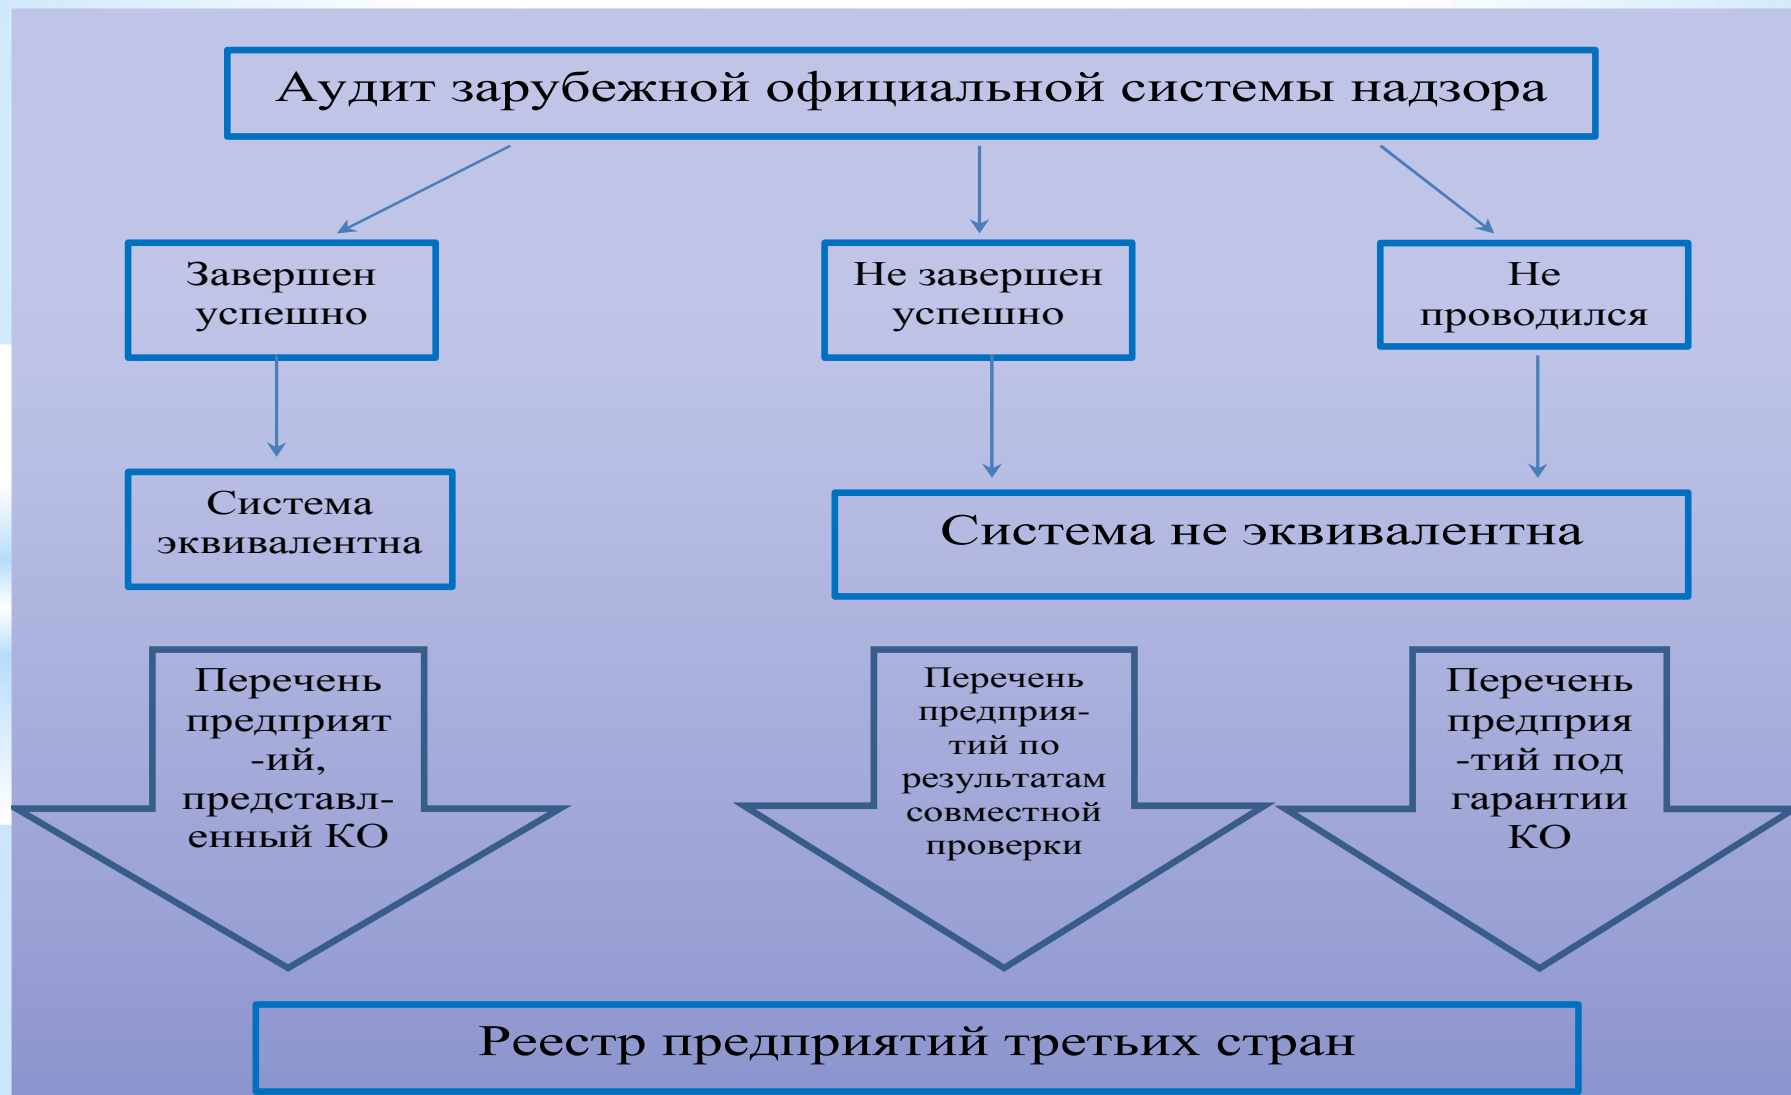 Аудит зарубежной официальной системы надзора
Завершен
успешно
Не завершен
успешно
Не
проводился
Система
эквивалентна
Система не эквивалентна
Перечень
предприят
-ий,
представл-
енный КО
Перечень
предприя-
тий по
результатам
совместной
проверки
Перечень
предприя
-тий под
гарантии
КО
Реестр предприятий третьих стран